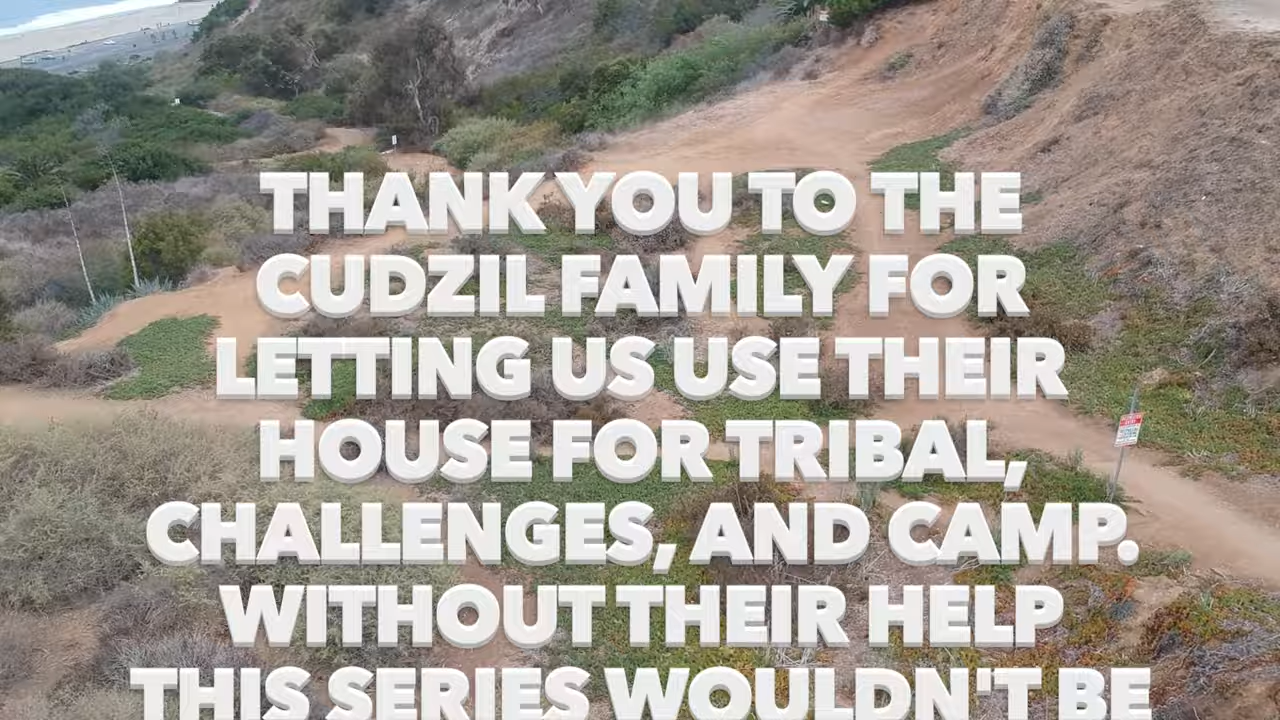 THANK YOU TO THE
CUDZIL FAMILY FOR
LETTING US USE THEIR
HOUSE FOR TRIBAL,
CHALLENGES, AND CAMP.
WITHOUT THEIR HELP
THIS SERIES WOULDN'T BE